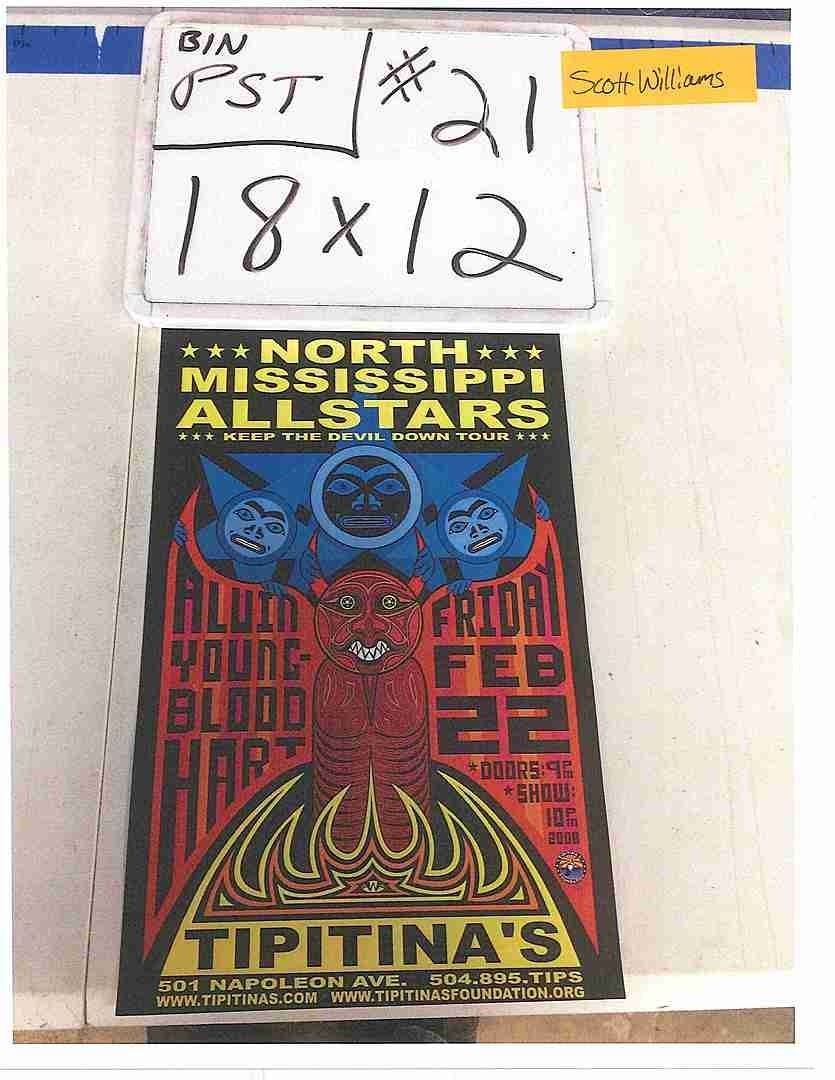 BIN
PST
# 21
Scott Williams
18 x 12
NORTH
MISSISSIPPI
ALLSTARS
KEEP THE DEVIL DOWN TOUR
ALVIN
YOUNG-
BLOOD
HART
FRIDAY
FEB
22
*DOORS: 9PM
*SHOW:
10PM
2008
TIPITINA'S
501 NAPOLEON AVE. 504.895.TIPS
WWW.TIPITINAS.COM WWW.TIPITINASFOUNDATION.ORG